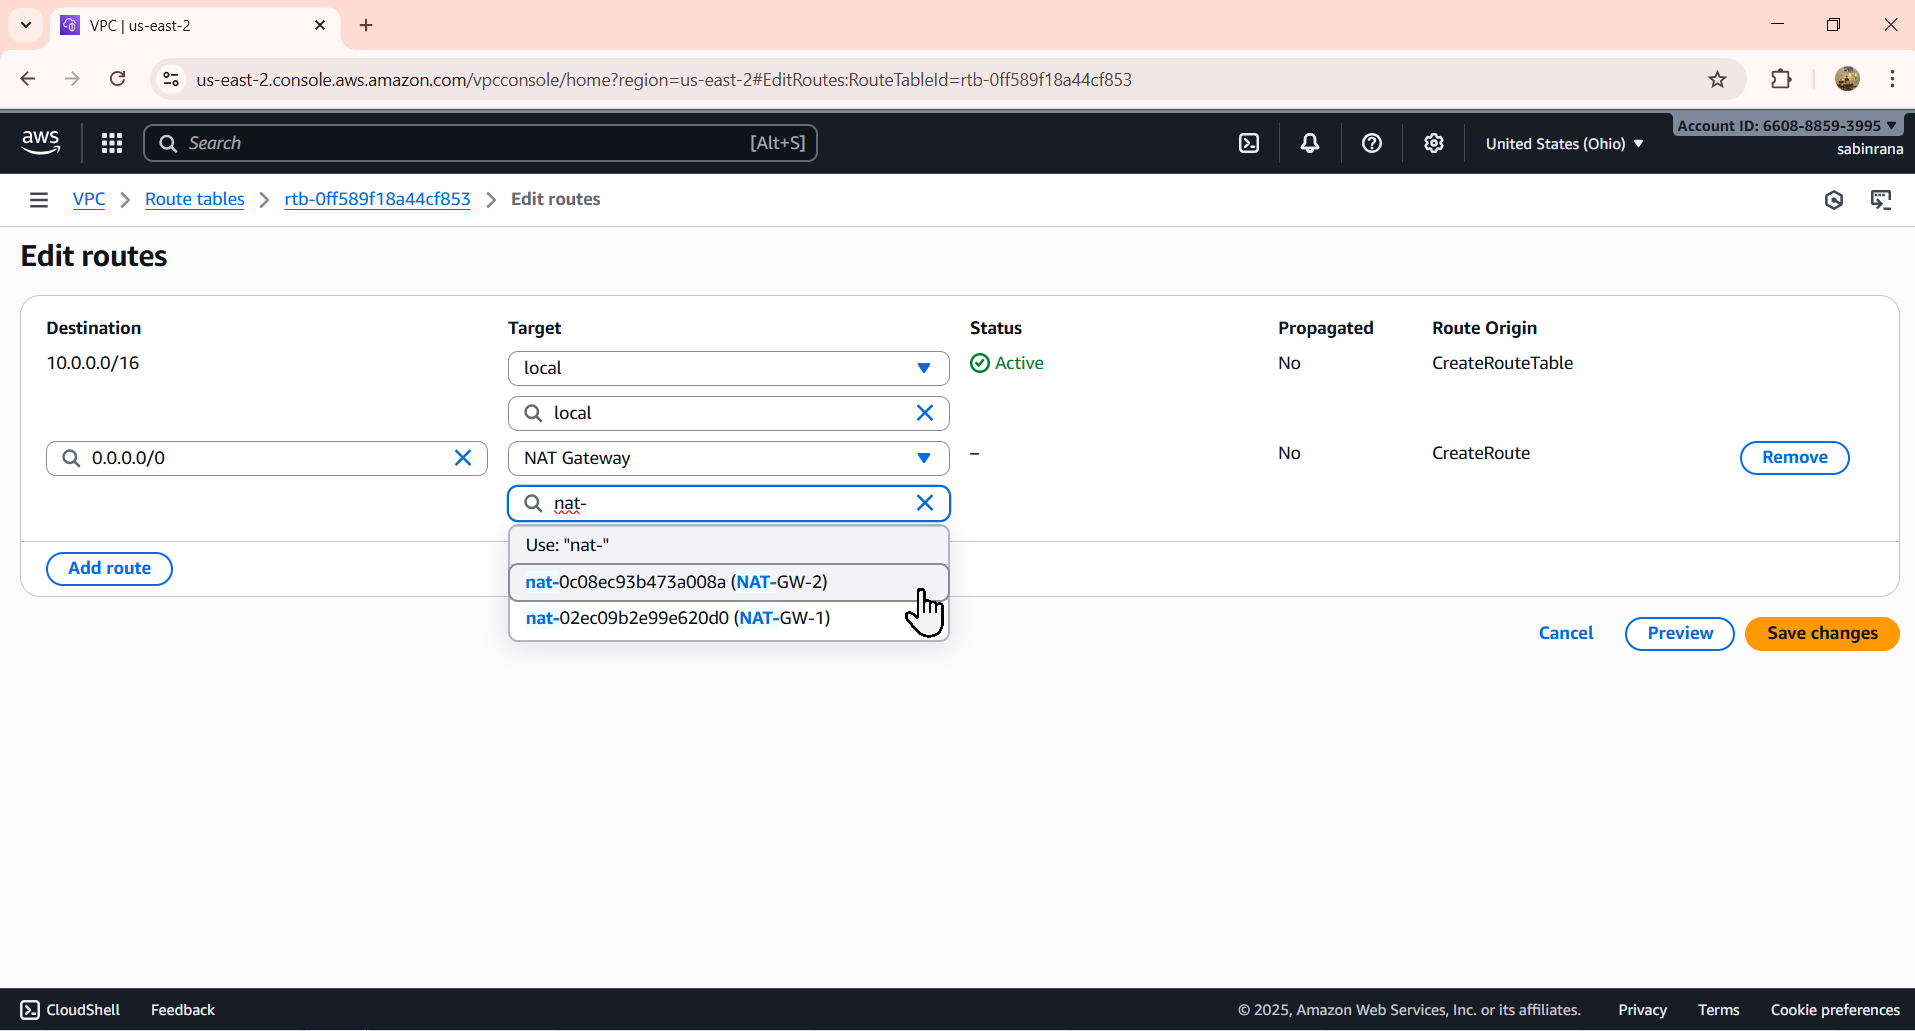 VPC | us-east-2
us-east-2.console.aws.amazon.com/vpcconsole/home?region=us-east-2#EditRoutes:RouteTableId=rtb-0ff589f18a44cf853
aws
Search [Alt+S]
United States (Ohio)
Account ID: 6608-8859-3995
sabinrana
VPC Route tables rtb-0ff589f18a44cf853 Edit routes
Edit routes
Destination Target Status Propagated Route Origin
10.0.0.0/16 local Active No CreateRouteTable
local
0.0.0.0/0 NAT Gateway – No CreateRoute Remove
nat-
Use: "nat-"
Add route
nat-0c08ec93b473a008a (NAT-GW-2)
nat-02ec09b2e99e620d0 (NAT-GW-1)
Cancel Preview Save changes
CloudShell Feedback © 2025, Amazon Web Services, Inc. or its affiliates. Privacy Terms Cookie preferences